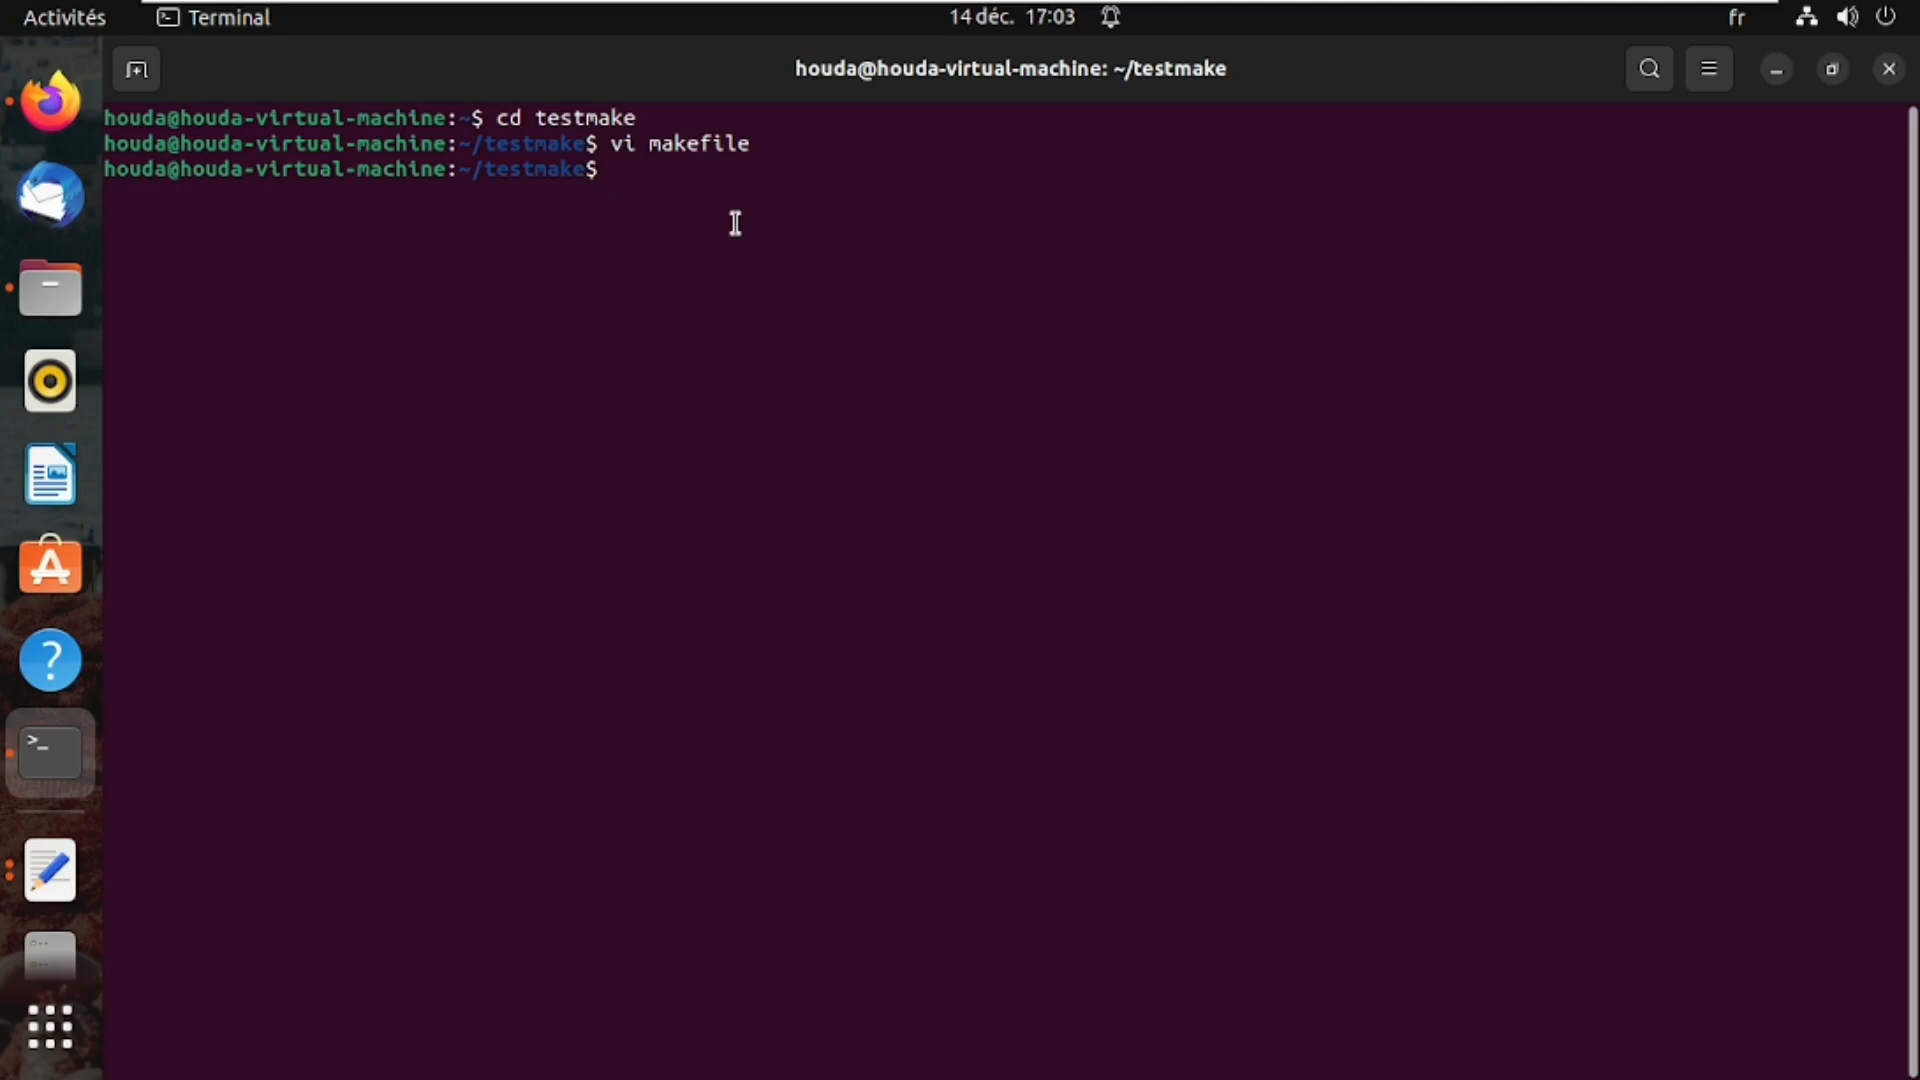 Activités Terminal 14 déc. 17:03 fr
houda@houda-virtual-machine: ~/testmake
houda@houda-virtual-machine:~$ cd testmake
houda@houda-virtual-machine:~/testmake$ vi makefile
houda@houda-virtual-machine:~/testmake$